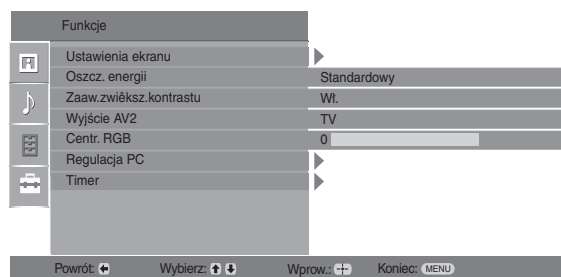 Funkcje
Ustawienia ekranu
Oszcz. energii Standardowy
Zaaw.zwiêksz.kontrastu Wł.
Wyjście AV2 TV
Centr. RGB 0
Regulacja PC
Timer
Powrót: Wybierz: Wprow.: Koniec: MENU